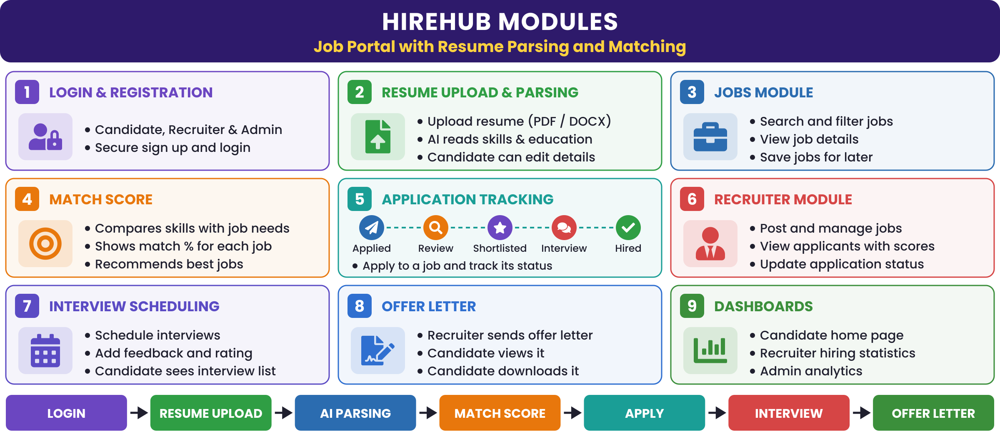 HIREHUB MODULES
Job Portal with Resume Parsing and Matching
1 LOGIN & REGISTRATION
• Candidate, Recruiter & Admin
• Secure sign up and login
2 RESUME UPLOAD & PARSING
• Upload resume (PDF / DOCX)
• AI reads skills & education
• Candidate can edit details
3 JOBS MODULE
• Search and filter jobs
• View job details
• Save jobs for later
4 MATCH SCORE
• Compares skills with job needs
• Shows match % for each job
• Recommends best jobs
5 APPLICATION TRACKING
Applied Review Shortlisted Interview Hired
• Apply to a job and track its status
6 RECRUITER MODULE
• Post and manage jobs
• View applicants with scores
• Update application status
7 INTERVIEW SCHEDULING
• Schedule interviews
• Add feedback and rating
• Candidate sees interview list
8 OFFER LETTER
• Recruiter sends offer letter
• Candidate views it
• Candidate downloads it
9 DASHBOARDS
• Candidate home page
• Recruiter hiring statistics
• Admin analytics
LOGIN RESUME UPLOAD AI PARSING MATCH SCORE APPLY INTERVIEW OFFER LETTER